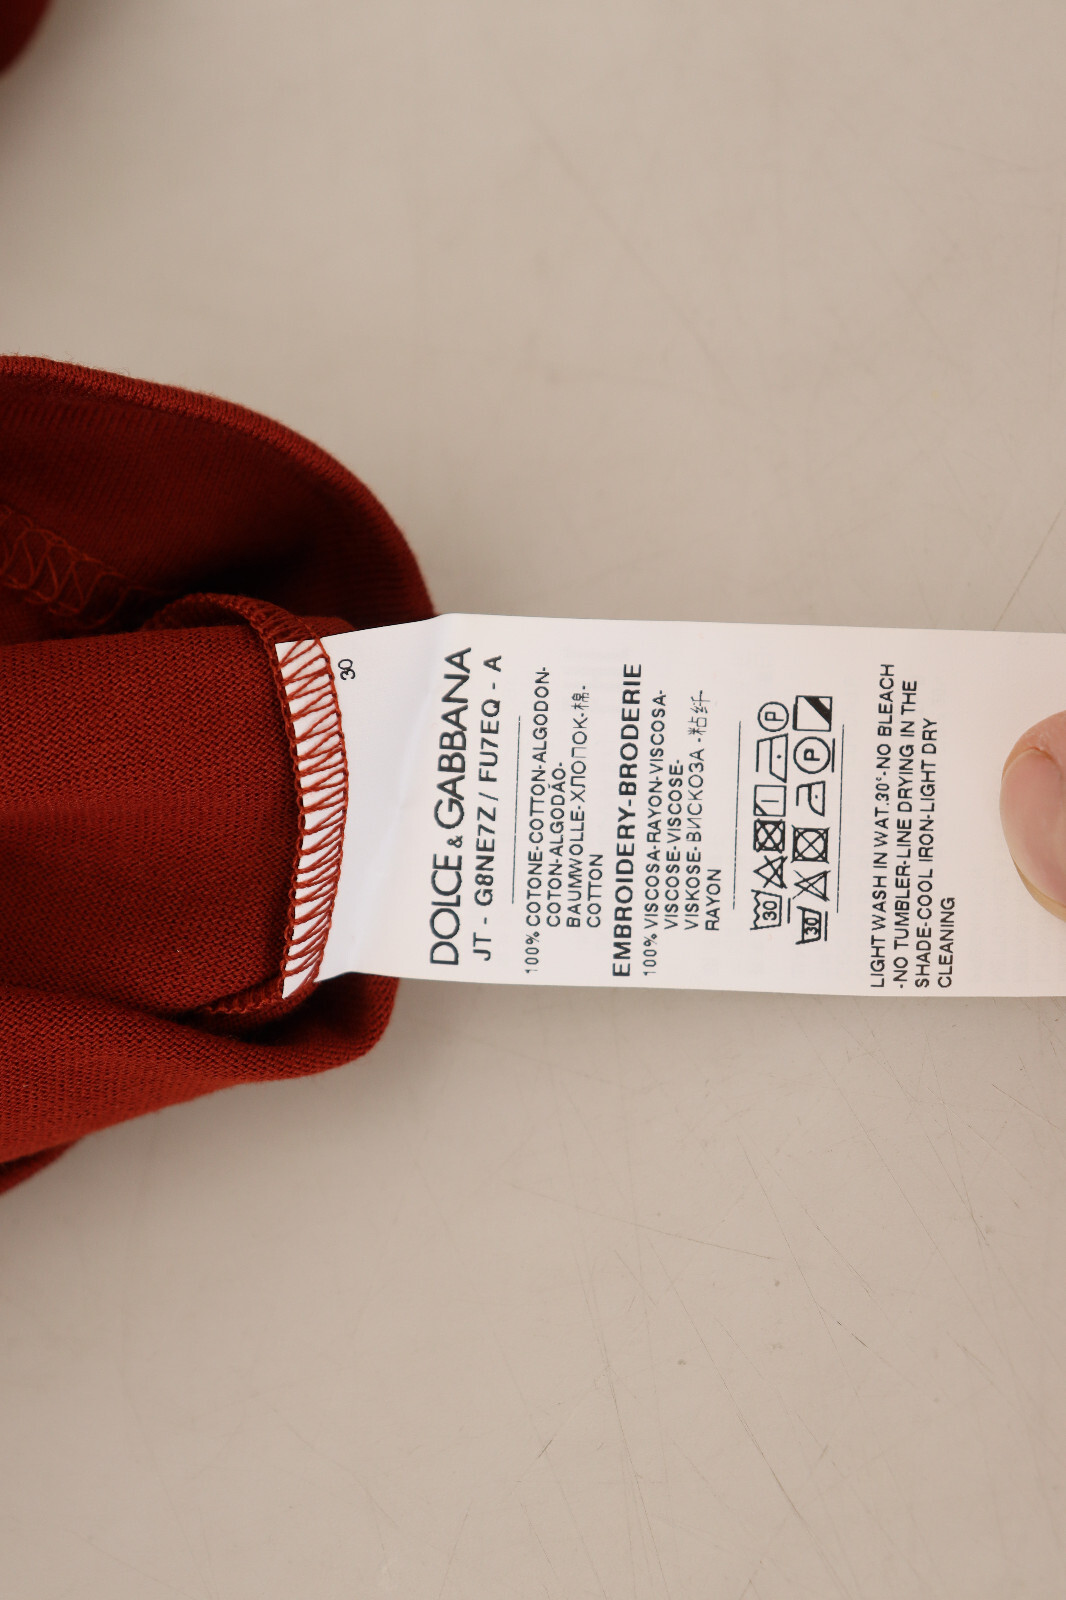 30
DOLCE & GABBANA
JT - G8NE7Z / FU7EQ - A
100% COTONE-COTTON-ALGODON-
COTON-ALGODÃO-
BAUMWOLLE-ХЛОПОК-棉-
COTTON
EMBROIDERY-BRODERIE
100% VISCOSA-RAYON-VISCOSA-
VISCOSE-VISCOSE-
VISKOSE-ВИСКОЗА-粘纤-
RAYON
30 P
30 P
LIGHT WASH IN WAT.30°-NO BLEACH
-NO TUMBLER-LINE DRYING IN THE
SHADE-COOL IRON-LIGHT DRY
CLEANING